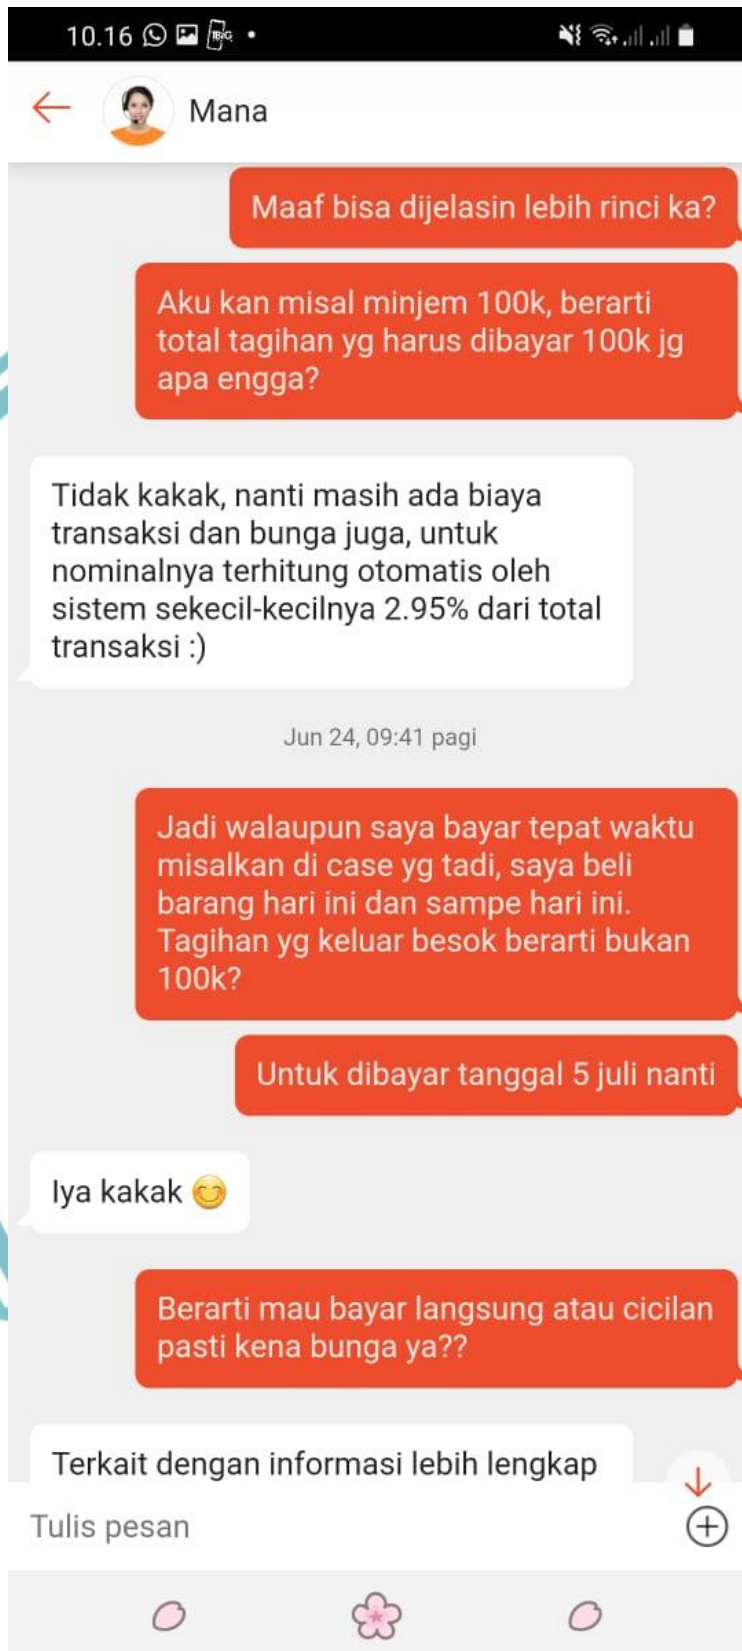 10.16
Mana
Maaf bisa dijelasin lebih rinci ka?
Aku kan misal minjem 100k, berarti
total tagihan yg harus dibayar 100k jg
apa engga?
Tidak kakak, nanti masih ada biaya
transaksi dan bunga juga, untuk
nominalnya terhitung otomatis oleh
sistem sekecil-kecilnya 2.95% dari total
transaksi :)
Jun 24, 09:41 pagi
Jadi walaupun saya bayar tepat waktu
misalkan di case yg tadi, saya beli
barang hari ini dan sampe hari ini.
Tagihan yg keluar besok berarti bukan
100k?
Untuk dibayar tanggal 5 juli nanti
Iya kakak 😊
Berarti mau bayar langsung atau cicilan
pasti kena bunga ya??
Terkait dengan informasi lebih lengkap
Tulis pesan